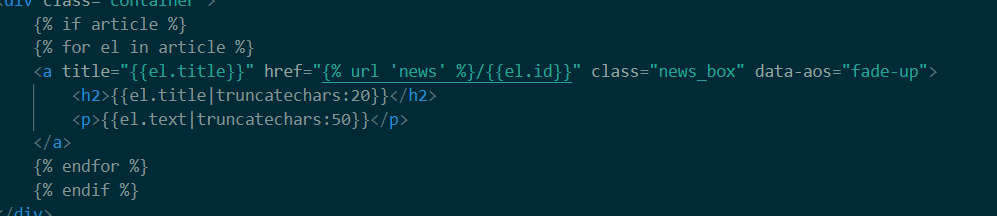 <div class="container">
{% if article %}
{% for el in article %}
<a title="{{el.title}}" href="{% url 'news' %}/{{el.id}}" class="news_box" data-aos="fade-up">
<h2>{{el.title|truncatechars:20}}</h2>
<p>{{el.text|truncatechars:50}}</p>
</a>
{% endfor %}
{% endif %}
</div>